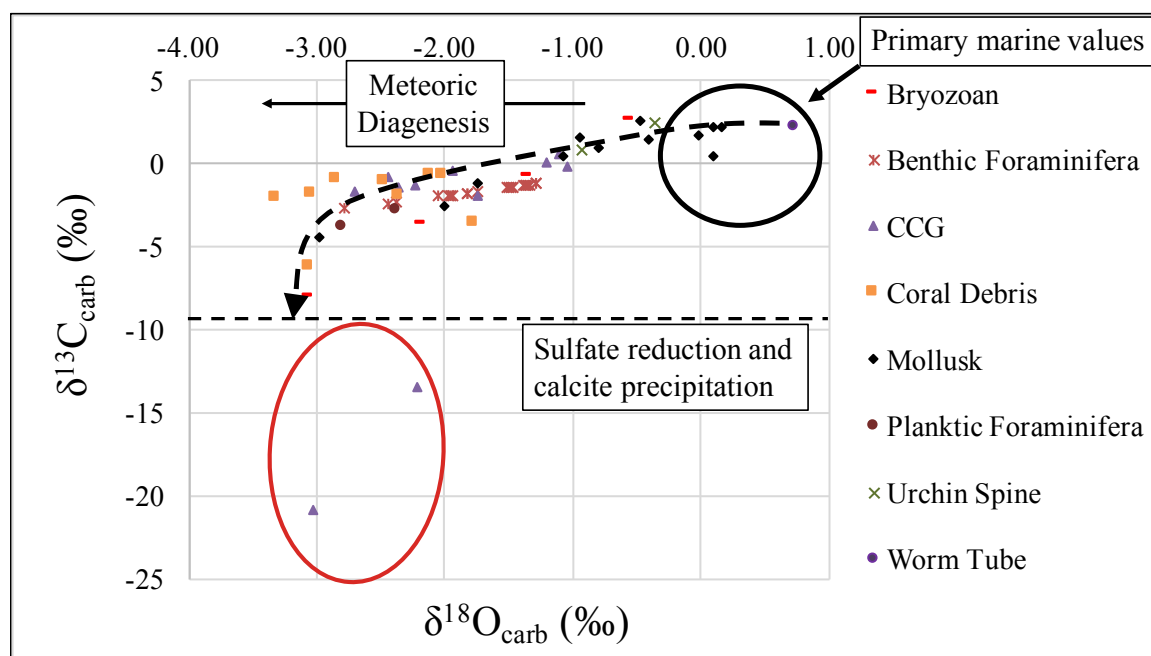 -4.00 -3.00 -2.00 -1.00 0.00 1.00
Primary marine values
5
0
-5
-10
-15
-20
-25
δ¹³C_carb (‰)
Meteoric
Diagenesis
Sulfate reduction and
calcite precipitation
δ¹⁸O_carb (‰)
Bryozoan
Benthic Foraminifera
CCG
Coral Debris
Mollusk
Planktic Foraminifera
Urchin Spine
Worm Tube